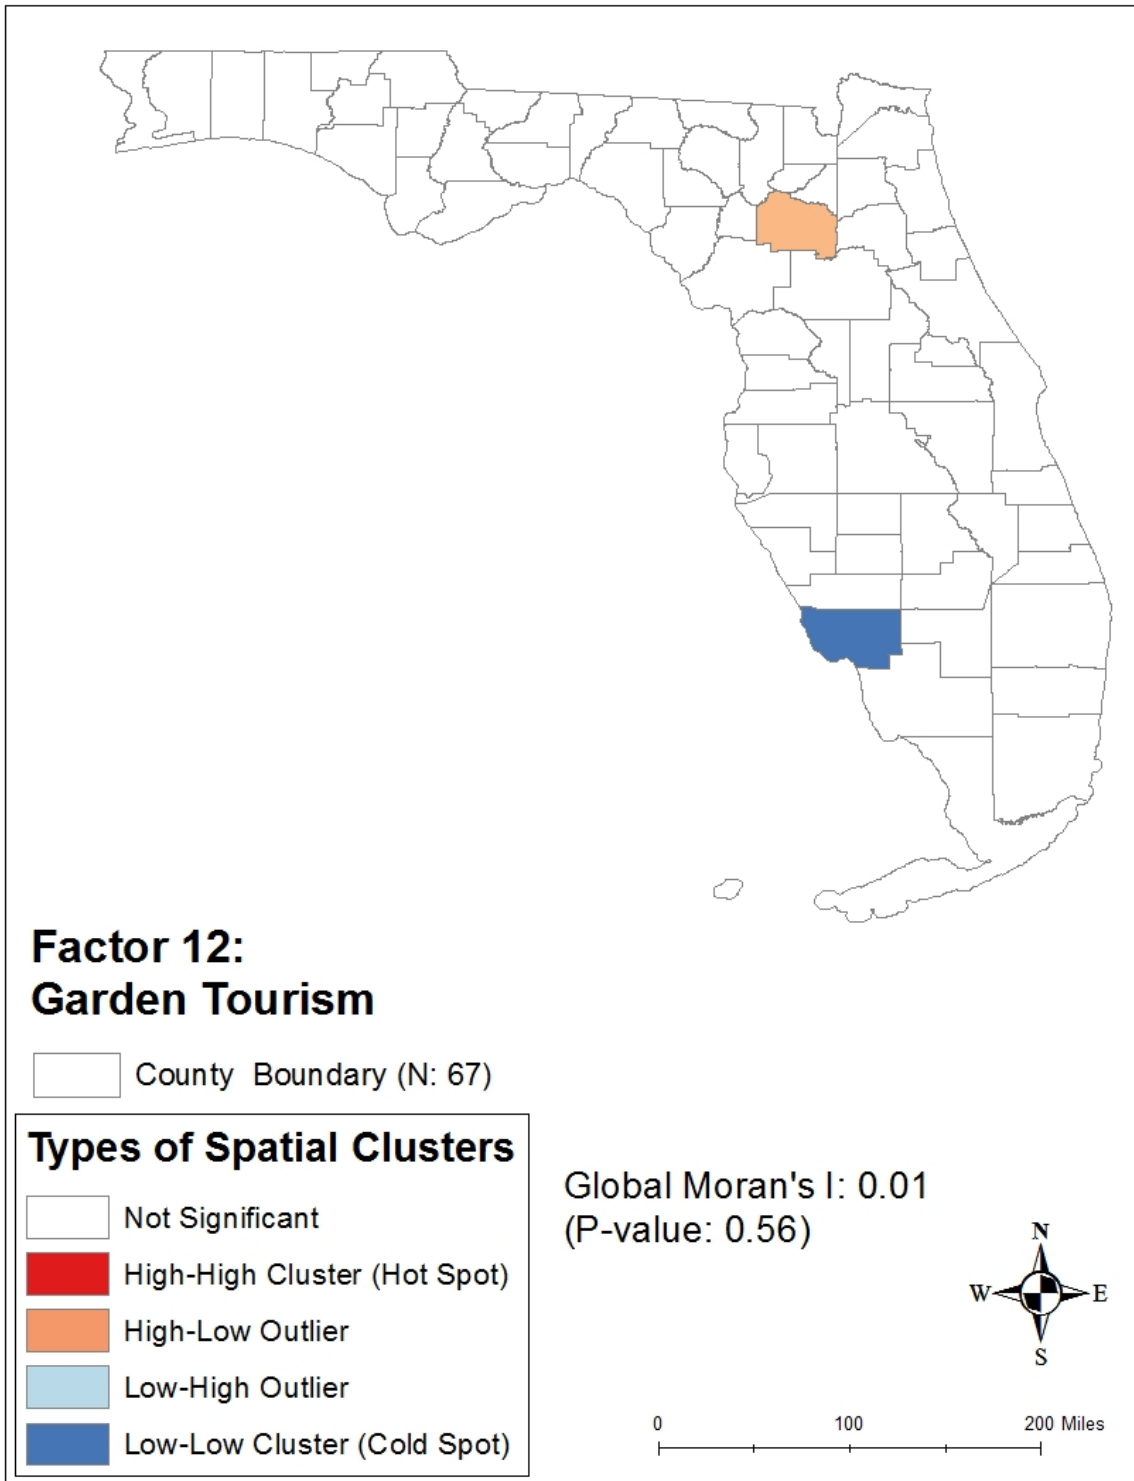 Factor 12:
Garden Tourism
County  Boundary (N: 67)
Types of Spatial Clusters
Not Significant
High-High Cluster (Hot Spot)
High-Low Outlier
Low-High Outlier
Low-Low Cluster (Cold Spot)
Global Moran's I: 0.01
(P-value: 0.56)
N
W E
S
0 100 200 Miles